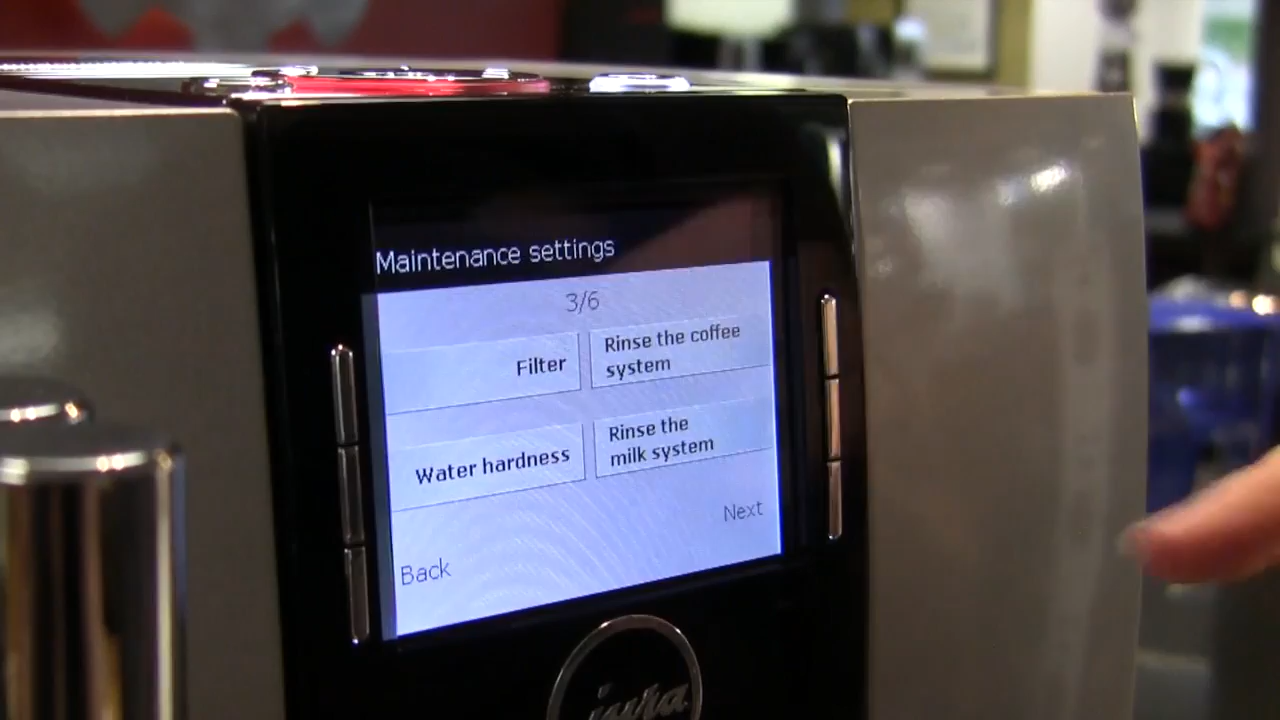 Maintenance settings
3/6
Filter
Rinse the coffee
system
Water hardness
Rinse the
milk system
Next
Back
jura